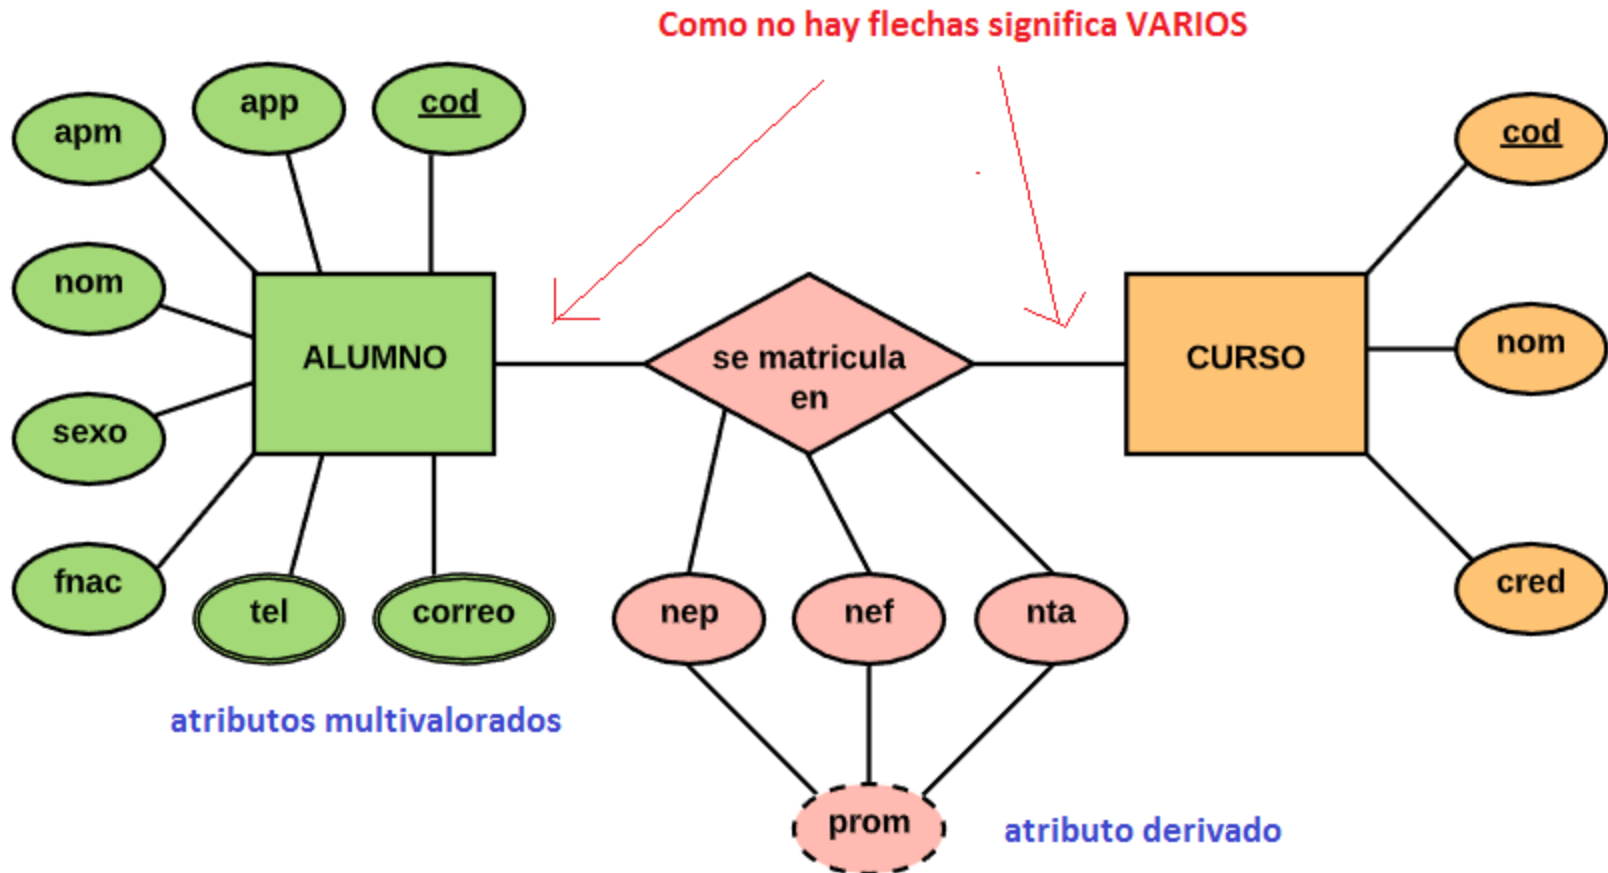 Como no hay flechas significa VARIOS
app
cod
apm
cod
nom
nom
ALUMNO
se matricula
en
CURSO
sexo
fnac
cred
tel
correo
nep
nef
nta
atributos multivalorados
prom
atributo derivado